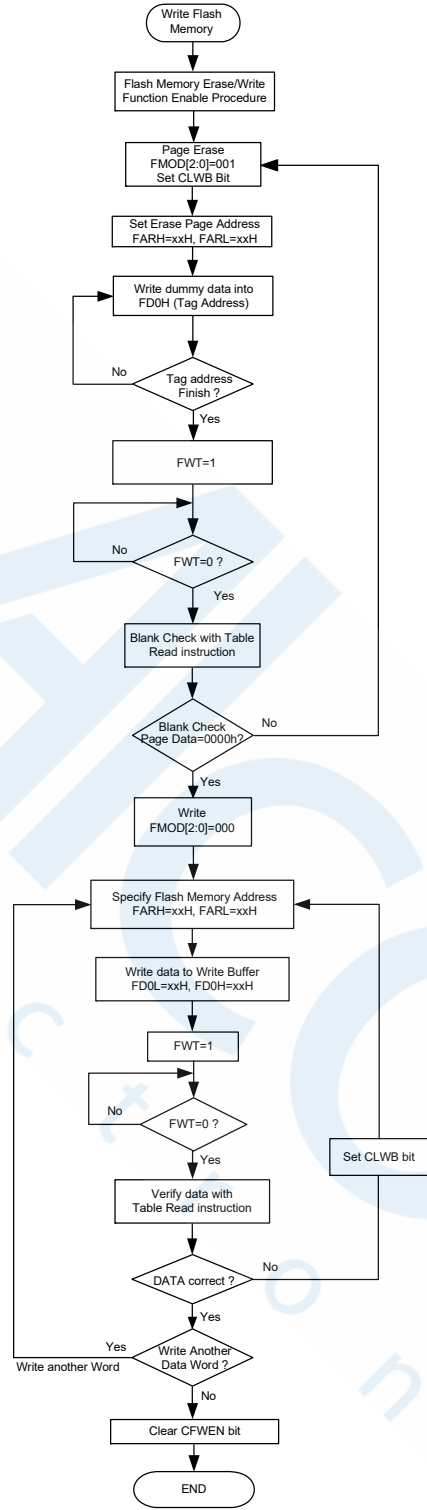 Write Flash
Memory
Flash Memory Erase/Write
Function Enable Procedure
Page Erase
FMOD[2:0]=001
Set CLWB Bit
Set Erase Page Address
FARH=xxH, FARL=xxH
Write dummy data into
FD0H (Tag Address)
No
Tag address
Finish ?
Yes
FWT=1
No
FWT=0 ?
Yes
Blank Check with Table
Read instruction
Blank Check
Page Data=0000h?
No
Yes
Write
FMOD[2:0]=000
Specify Flash Memory Address
FARH=xxH, FARL=xxH
Write data to Write Buffer
FD0L=xxH, FD0H=xxH
FWT=1
No
FWT=0 ?
Yes
Set CLWB bit
Verify data with
Table Read instruction
No
DATA correct ?
Yes
Yes
Write another Word
Write Another
Data Word ?
No
Clear CFWEN bit
END